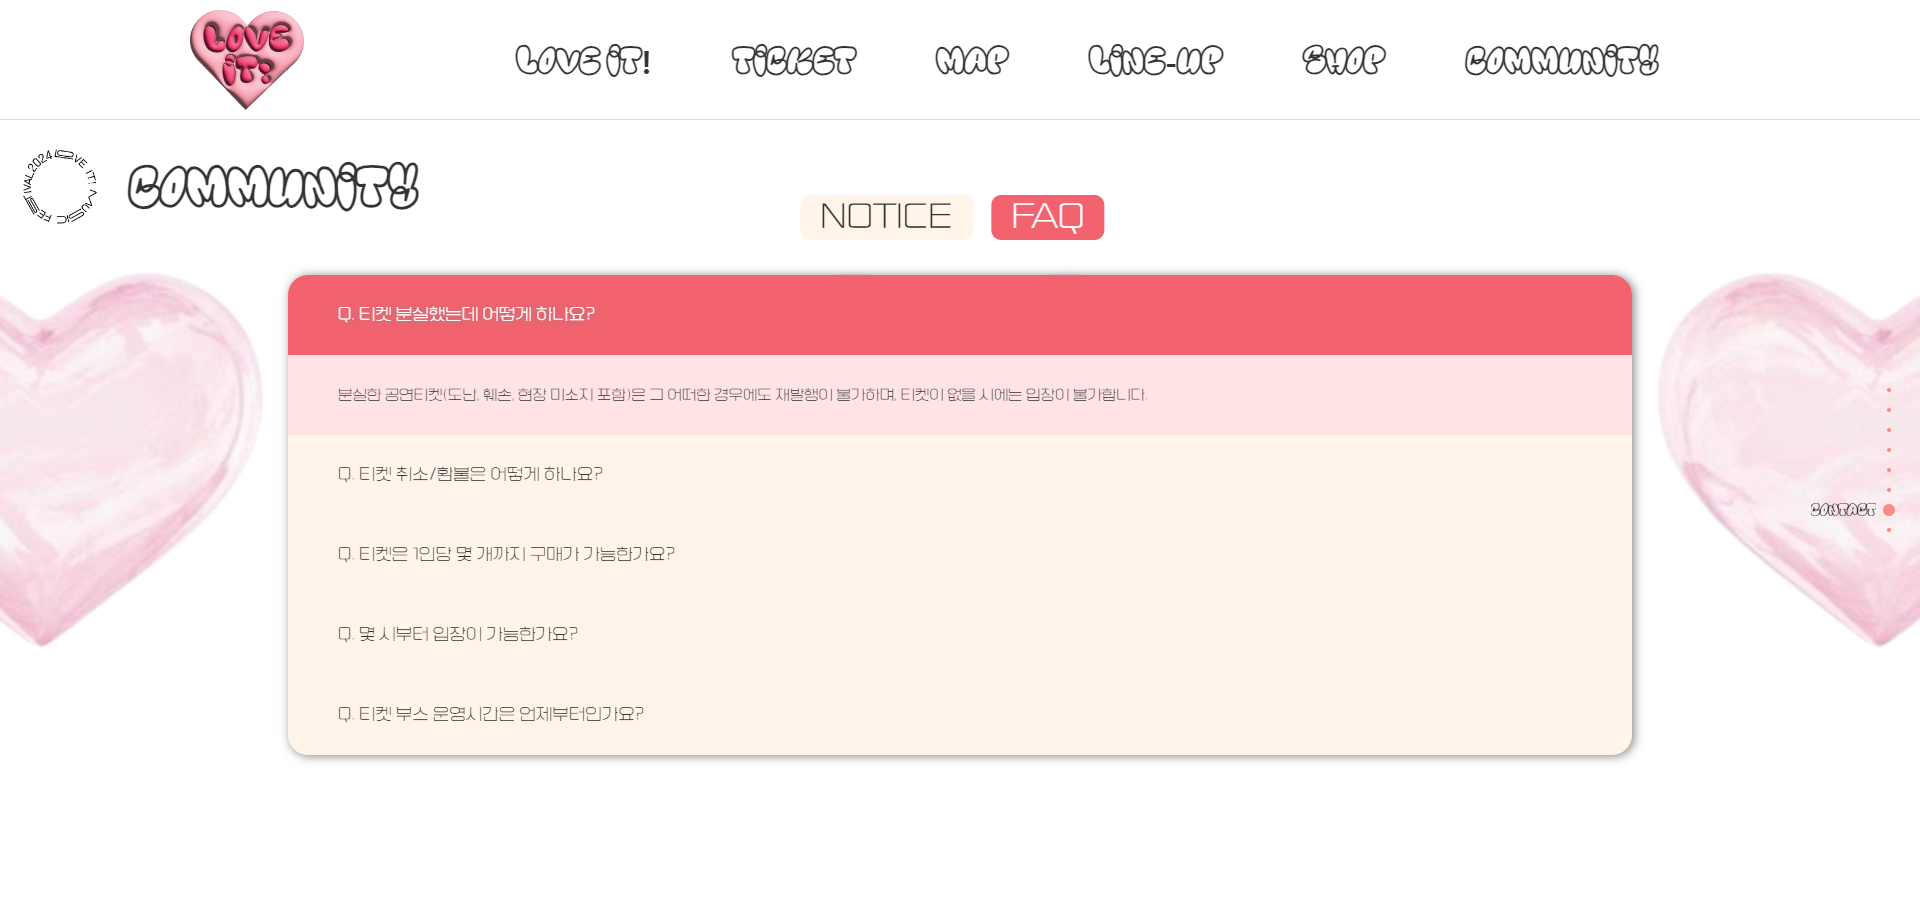 LOVE
iT?
LOVE iT!
TiCKET
MAP
LiNE-UP
SHOP
COMMUNiTY
LOVE IT! MUSIC FESTIVAL2024
COMMUNiTY
NOTICE
FAQ
Q. 티켓 분실했는데 어떻게 하나요?
분실한 공연티켓(도난, 훼손, 현장 미소지 포함)은 그 어떠한 경우에도 재발행이 불가하며, 티켓이 없을 시에는 입장이 불가합니다.
Q. 티켓 취소/환불은 어떻게 하나요?
CONTACT
Q. 티켓은 1인당 몇 개까지 구매가 가능한가요?
Q. 몇 시부터 입장이 가능한가요?
Q. 티켓 부스 운영시간은 언제부터인가요?